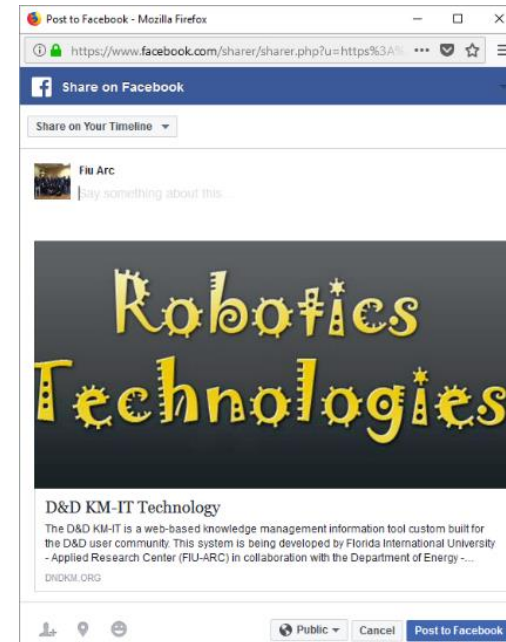 Post to Facebook - Mozilla Firefox
https://www.facebook.com/sharer/sharer.php?u=https%3A%
Share on Facebook
Share on Your Timeline
Fiu Arc
Say something about this...
Robotics
Technologies
D&D KM-IT Technology
The D&D KM-IT is a web-based knowledge management information tool custom built for
the D&D user community. This system is being developed by Florida International University
- Applied Research Center (FIU-ARC) in collaboration with the Department of Energy -...
DNDKM.ORG
Public Cancel Post to Facebook